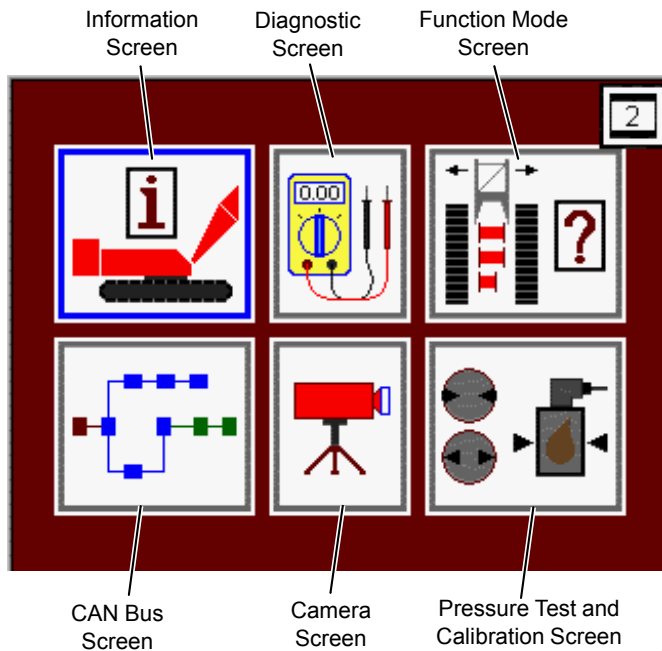 Information
Screen
Diagnostic
Screen
Function Mode
Screen
2
i
0.00
?
CAN Bus
Screen
Camera
Screen
Pressure Test and
Calibration Screen